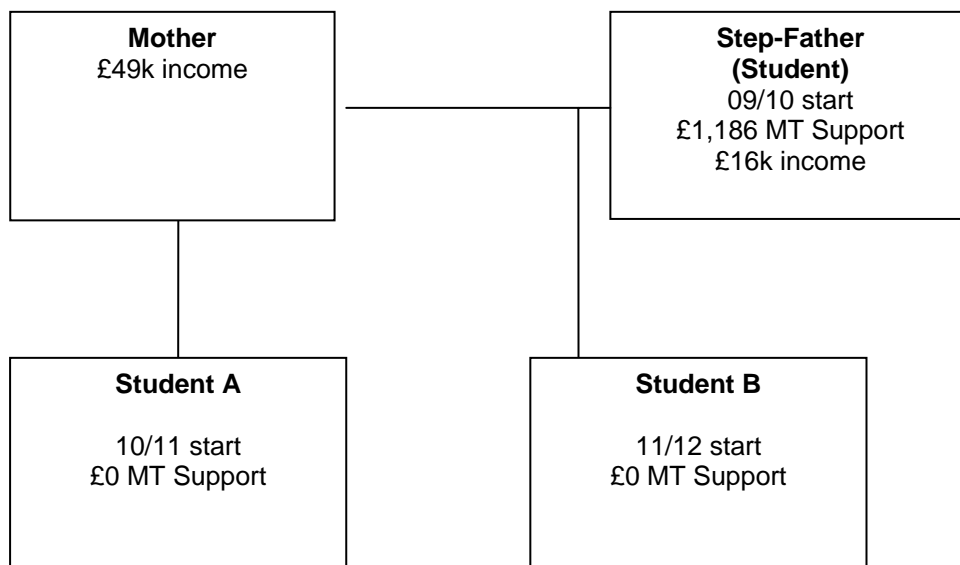 Mother
£49k income
Step-Father
(Student)
09/10 start
£1,186 MT Support
£16k income
Student A
10/11 start
£0 MT Support
Student B
11/12 start
£0 MT Support